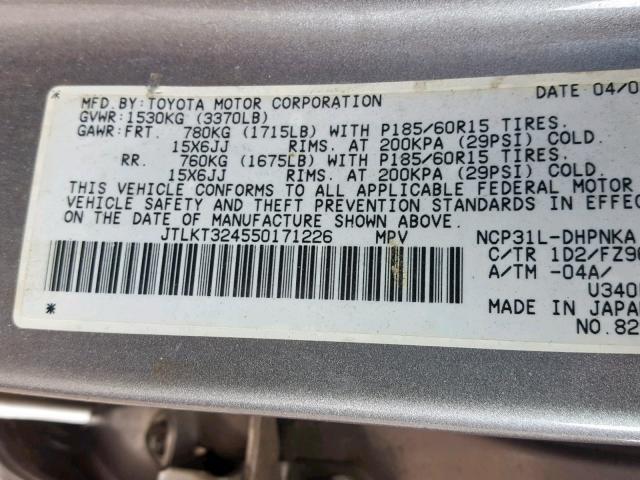 MFD.BY:TOYOTA MOTOR CORPORATION DATE 04/0
GVWR:1530KG (3370LB)
GAWR:FRT. 780KG (1715LB) WITH P185/60R15 TIRES.
15X6JJ RIMS. AT 200KPA (29PSI) COLD.
RR. 760KG (1675LB) WITH P185/60R15 TIRES.
15X6JJ RIMS. AT 200KPA (29PSI) COLD.
THIS VEHICLE CONFORMS TO ALL APPLICABLE FEDERAL MOTOR
VEHICLE SAFETY AND THEFT PREVENTION STANDARDS IN EFFEC
ON THE DATE OF MANUFACTURE SHOWN ABOVE.
JTLKT324550171226 MPV NCP31L-DHPNKA
C/TR 1D2/FZ90
A/TM -04A/
U340
* * MADE IN JAPAN
NO.82